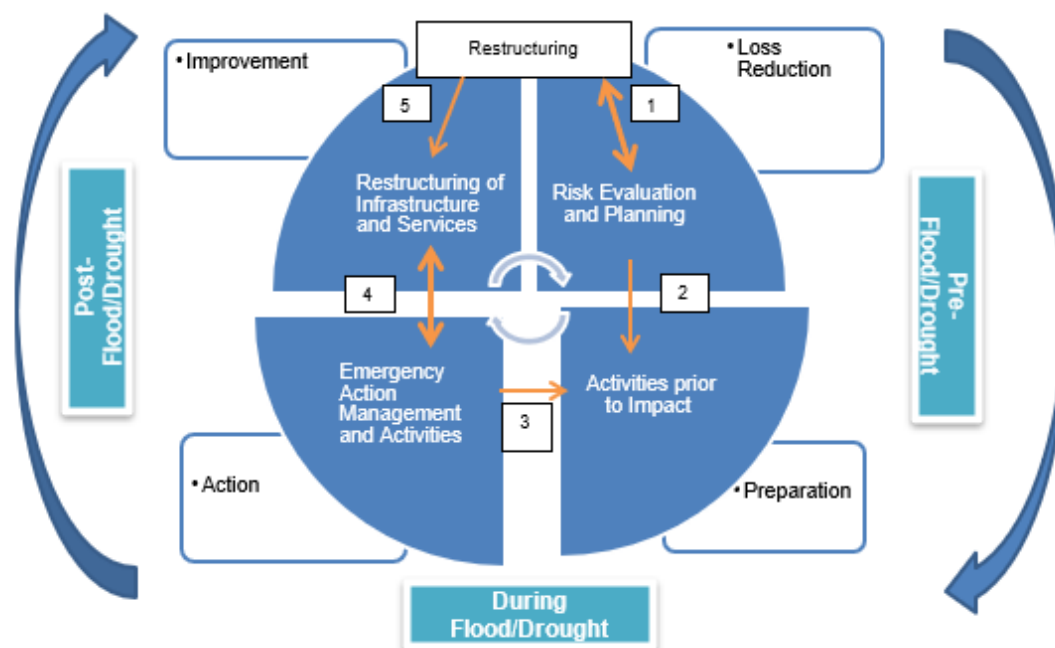 Restructuring
•Improvement
•Loss
Reduction
5
1
Restructuring of
Infrastructure
and Services
Risk Evaluation
and Planning
Post-
Flood/Drought
Pre-
Flood/Drought
4
2
Emergency
Action
Management
and Activities
Activities prior
to Impact
3
•Action
•Preparation
During
Flood/Drought